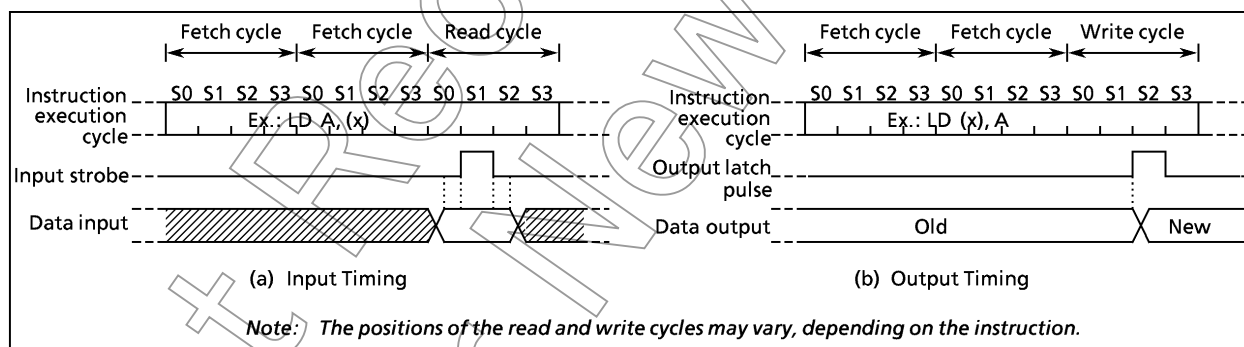 Fetch cycle Fetch cycle Read cycle
S0 S1 S2 S3 S0 S1 S2 S3 S0 S1 S2 S3
Instruction
execution
cycle
Ex.: LD A, (x)
Input strobe
Data input
(a) Input Timing
Fetch cycle Fetch cycle Write cycle
S0 S1 S2 S3 S0 S1 S2 S3 S0 S1 S2 S3
Instruction
execution
cycle
Ex.: LD (x), A
Output latch
pulse
Data output
Old
New
(b) Output Timing
Note: The positions of the read and write cycles may vary, depending on the instruction.
t Reco
New